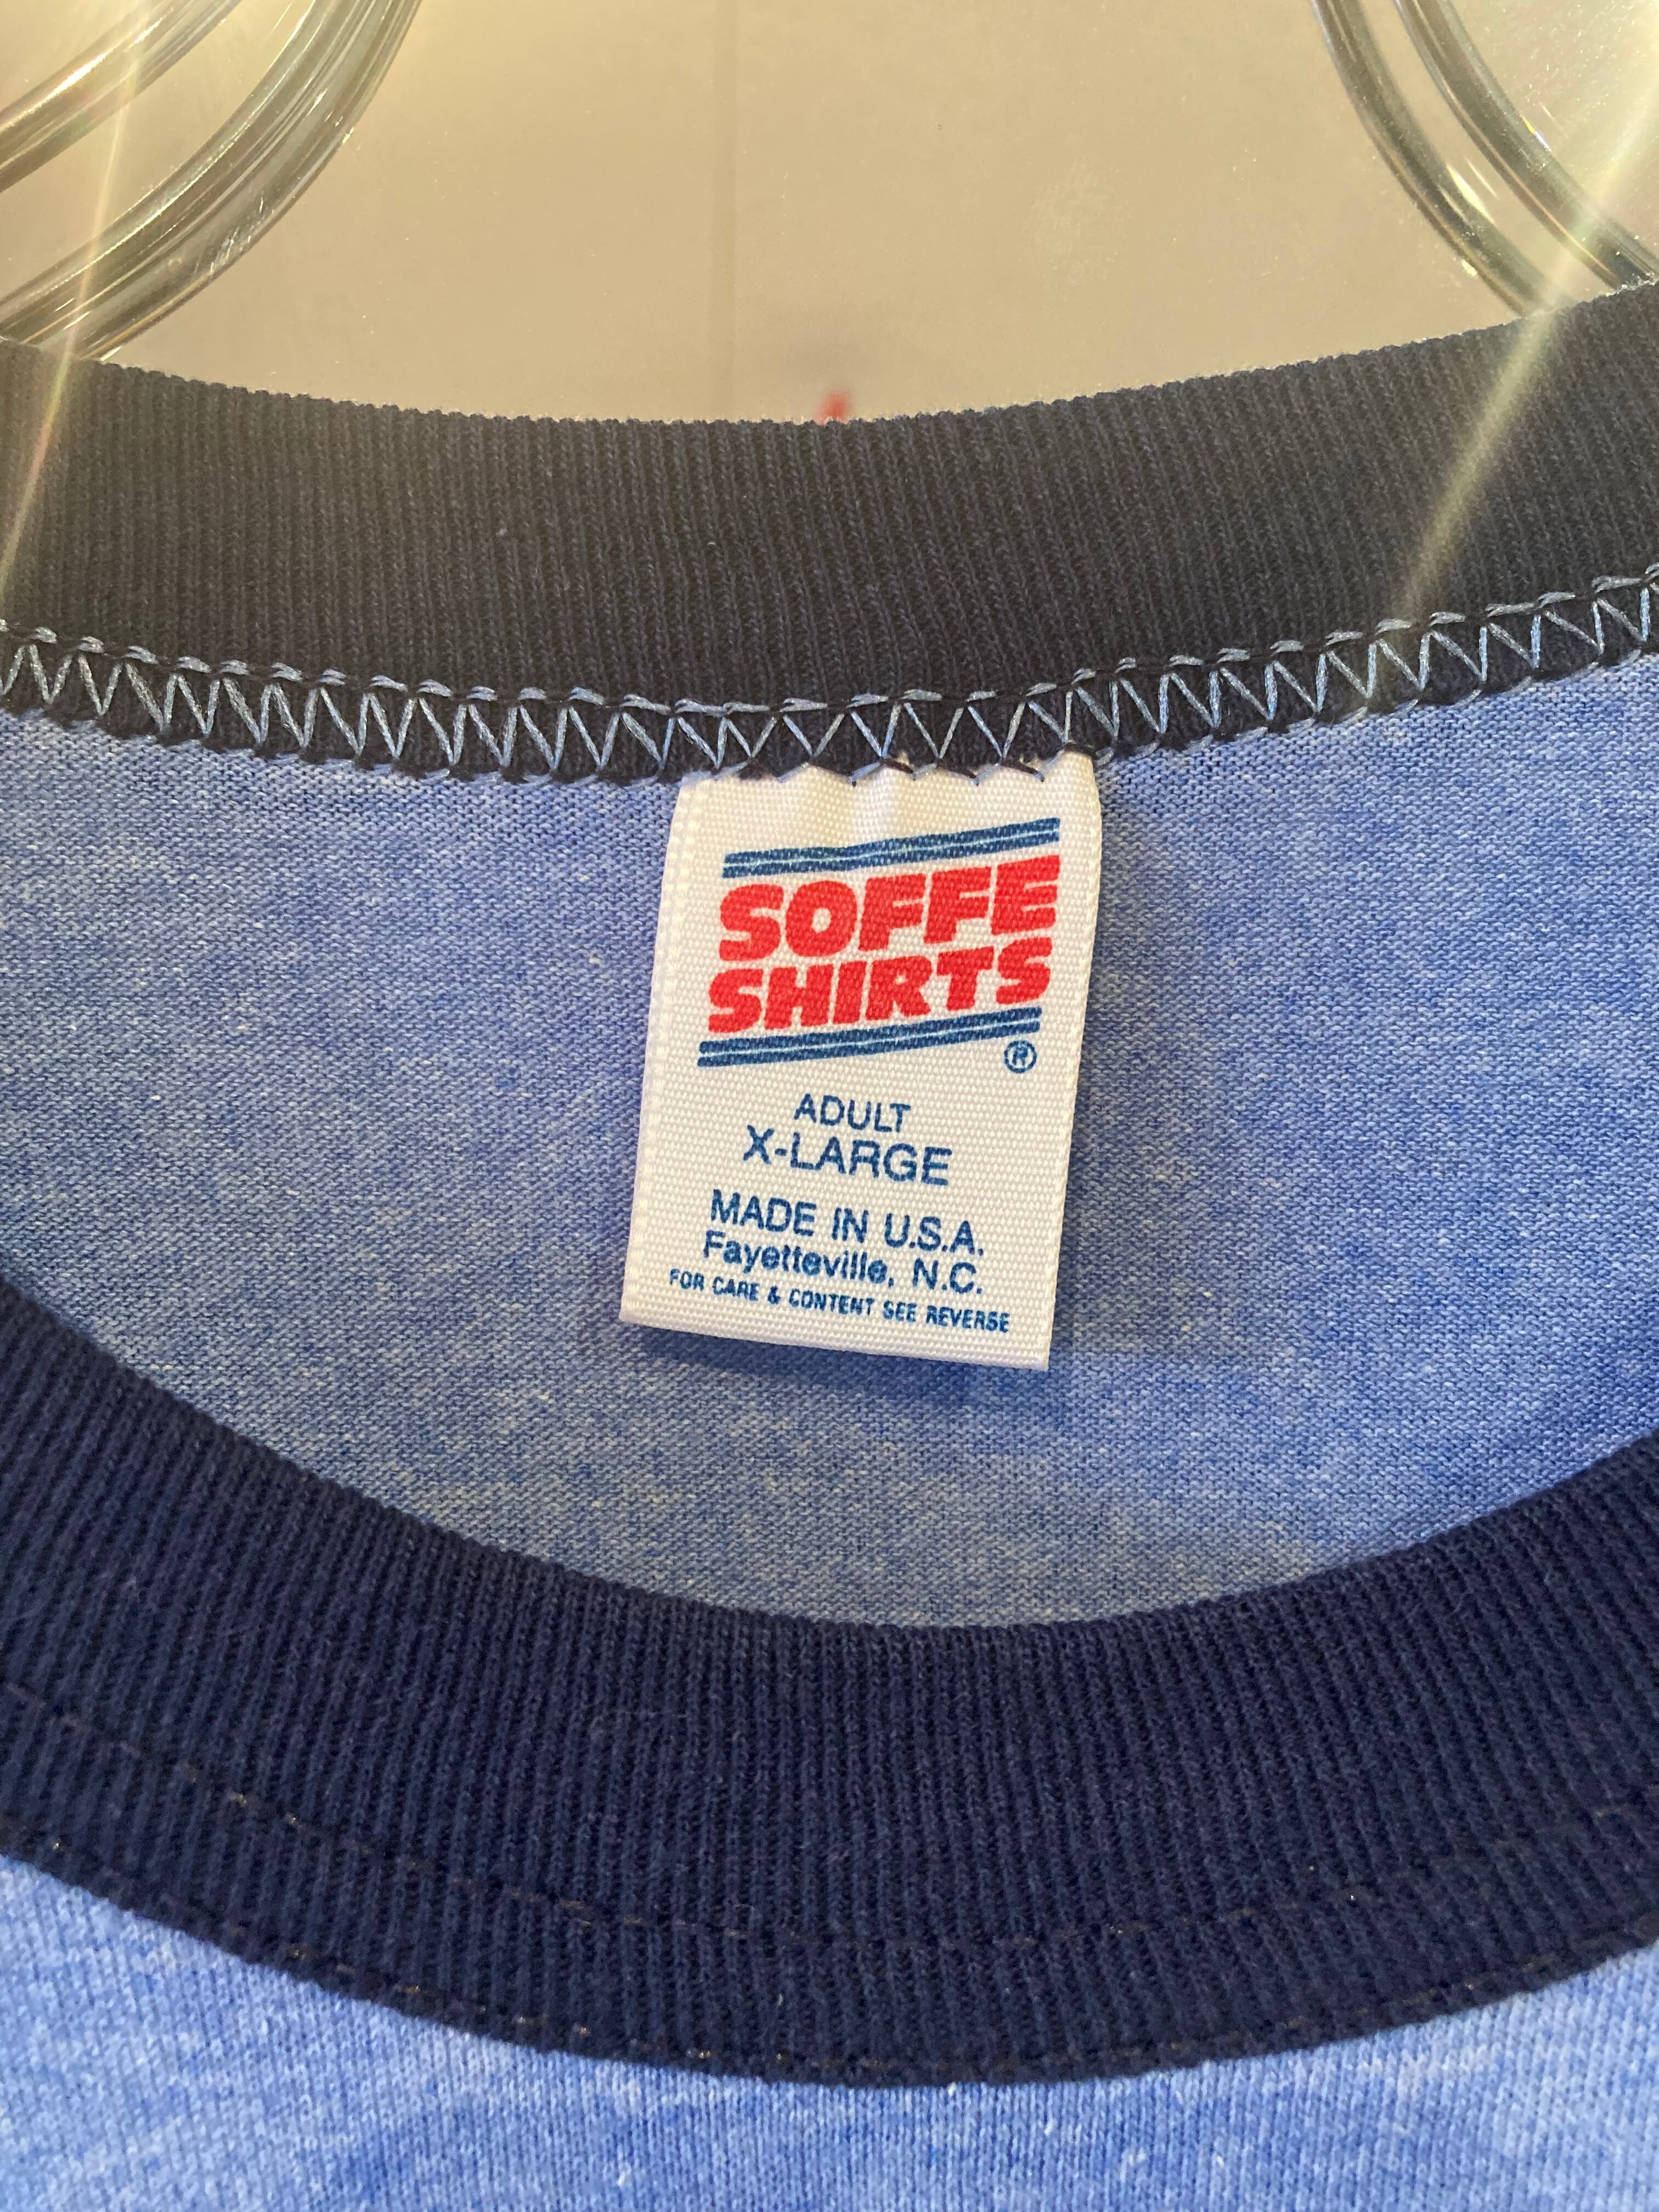 SOFFE
SHIRTS
®
ADULT
X-LARGE
MADE IN U.S.A.
Fayetteville, N.C.
FOR CARE & CONTENT SEE REVERSE